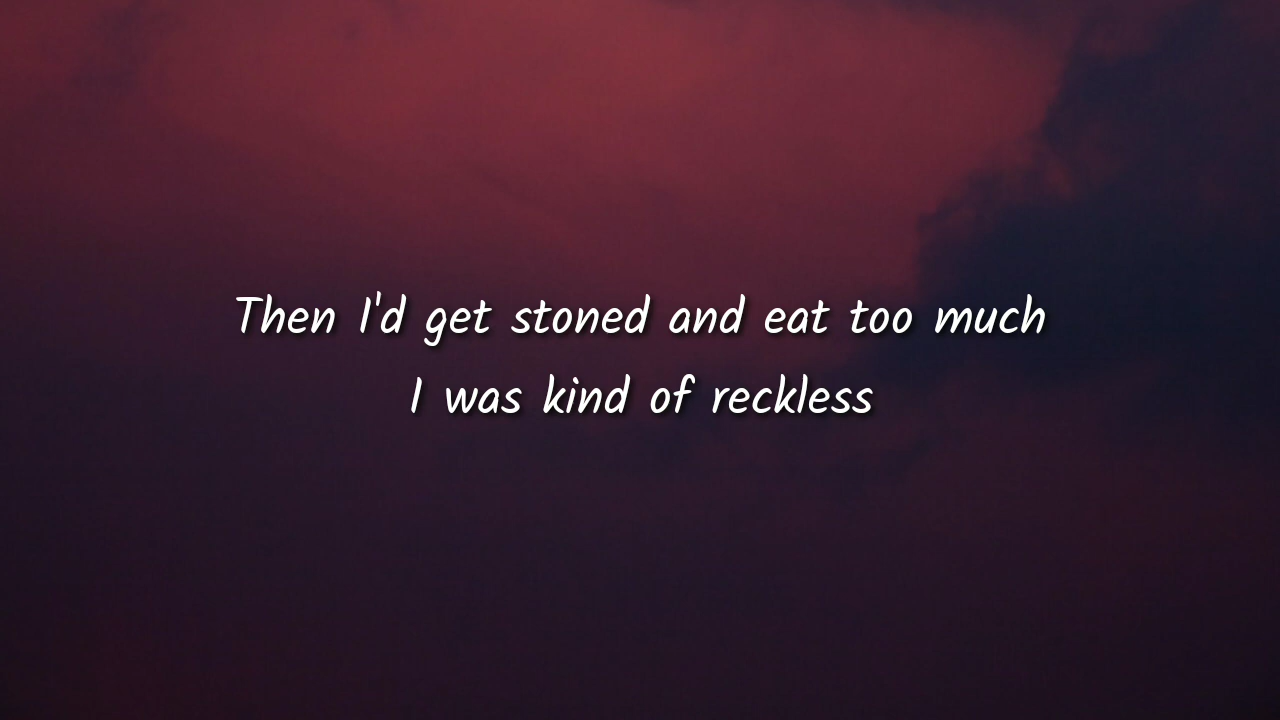 Then I'd get stoned and eat too much
I was kind of reckless